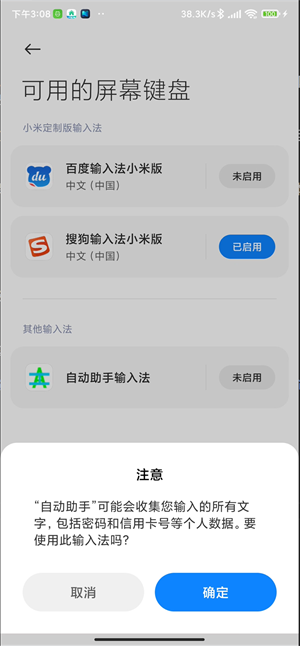 下午3:08
38.3K/s
100
可用的屏幕键盘
小米定制版输入法
du
百度输入法小米版
中文 (中国)
未启用
S
搜狗输入法小米版
中文 (中国)
已启用
其他输入法
自动助手输入法
未启用
注意
“自动助手”可能会收集您输入的所有文
字，包括密码和信用卡号等个人数据。要
使用此输入法吗？
取消
确定